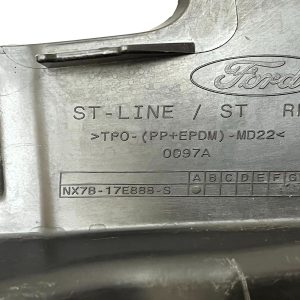 Ford
ST-LINE / ST
>TPO-(PP+EPDM)-MD22<
0097A
A B C D E F G
NX7B-17E888-S